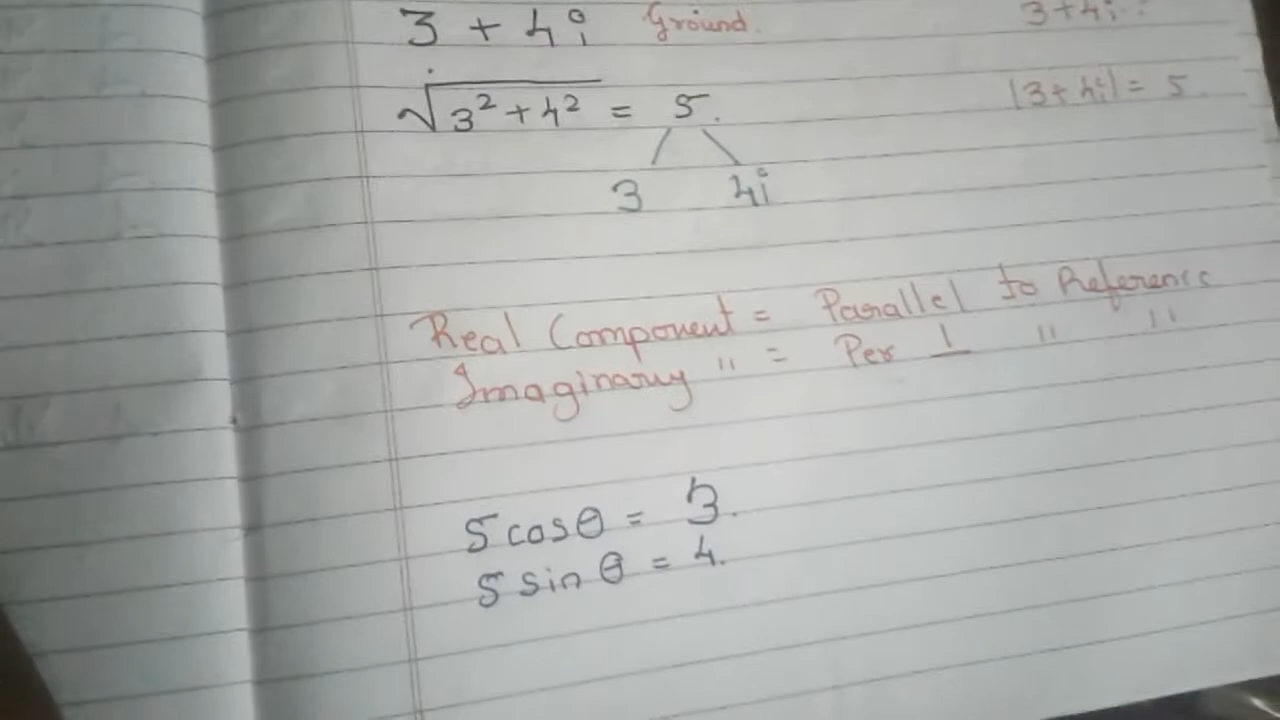 3 + 4i Ground. 3+4i
√3² + 4² = 5. |3+4i| = 5.
3 4i
Real Component = Parallel to Reference
Imaginary " = Per ⊥ " "
5 cos θ = 3.
5 sin θ = 4.